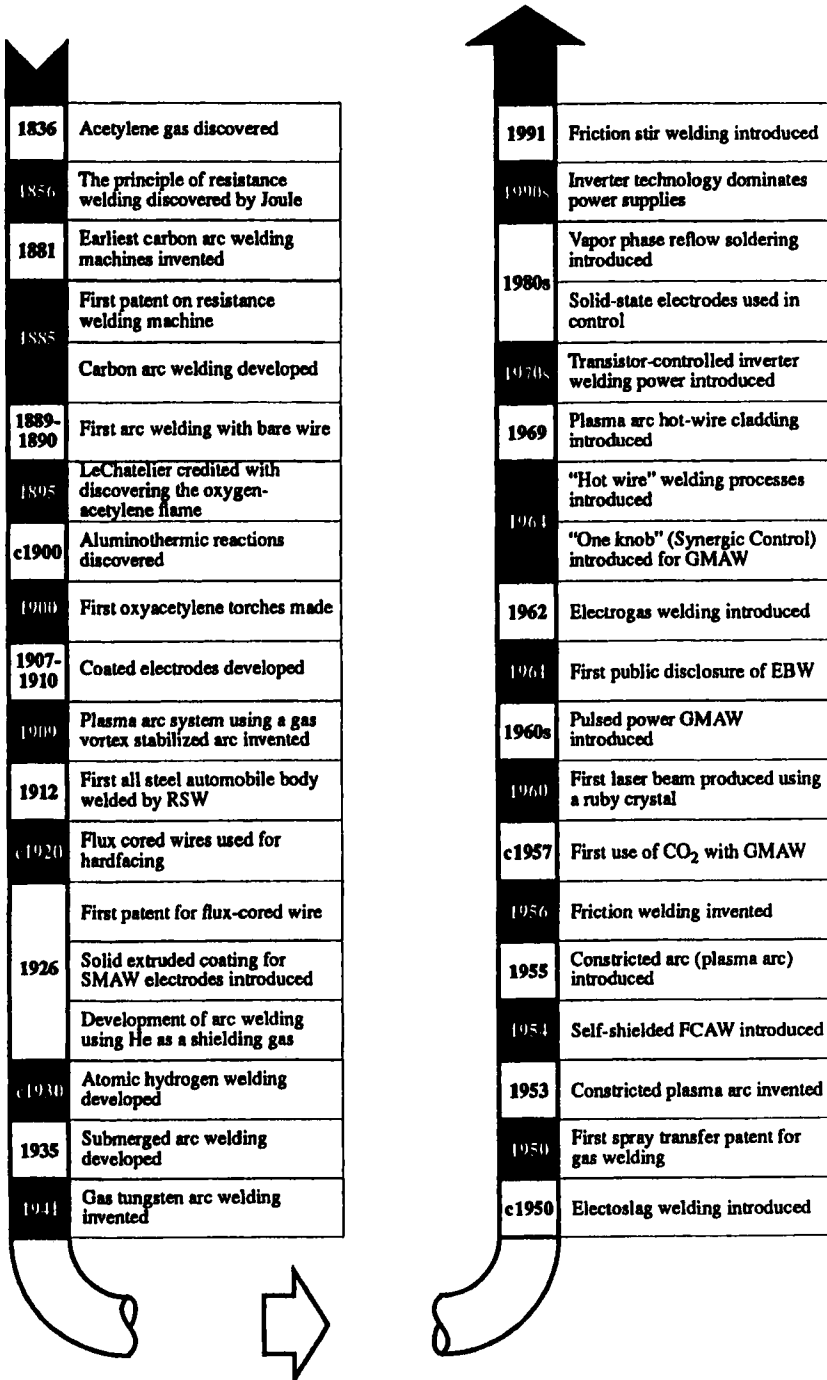 1836
Acetylene gas discovered
1856
The principle of resistance
welding discovered by Joule
1881
Earliest carbon arc welding
machines invented
1885
First patent on resistance
welding machine
Carbon arc welding developed
1889-
1890
First arc welding with bare wire
1895
LeChatelier credited with
discovering the oxygen-
acetylene flame
c1900
Aluminothermic reactions
discovered
1900
First oxyacetylene torches made
1907-
1910
Coated electrodes developed
1909
Plasma arc system using a gas
vortex stabilized arc invented
1912
First all steel automobile body
welded by RSW
c1920
Flux cored wires used for
hardfacing
1926
First patent for flux-cored wire
Solid extruded coating for
SMAW electrodes introduced
Development of arc welding
using He as a shielding gas
c1930
Atomic hydrogen welding
developed
1935
Submerged arc welding
developed
1941
Gas tungsten arc welding
invented
1991
Friction stir welding introduced
1990s
Inverter technology dominates
power supplies
1980s
Vapor phase reflow soldering
introduced
Solid-state electrodes used in
control
1970s
Transistor-controlled inverter
welding power introduced
1969
Plasma arc hot-wire cladding
introduced
1964
"Hot wire" welding processes
introduced
"One knob" (Synergic Control)
introduced for GMAW
1962
Electrogas welding introduced
First public disclosure of EBW
1960s
Pulsed power GMAW
introduced
1960
First laser beam produced using
a ruby crystal
c1957
First use of CO₂ with GMAW
1956
Friction welding invented
1955
Constricted arc (plasma arc)
introduced
1954
Self-shielded FCAW introduced
1953
Constricted plasma arc invented
1950
First spray transfer patent for
gas welding
c1950
Electoslag welding introduced